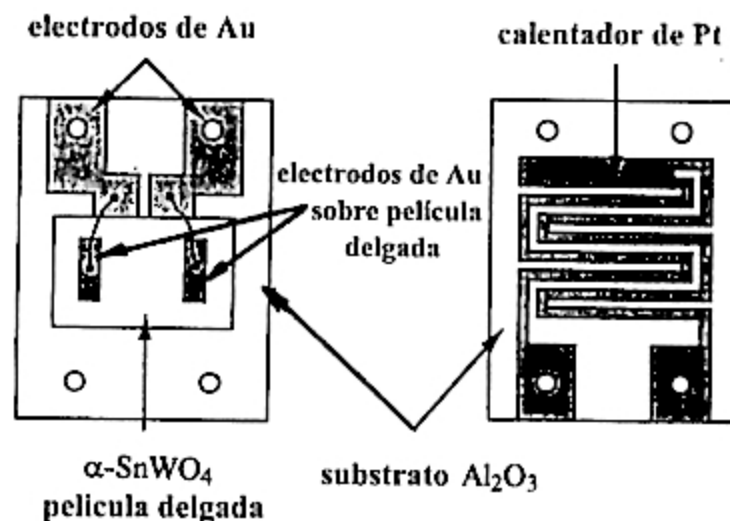 electrodos de Au
calentador de Pt
electrodos de Au
sobre película
delgada
α-SnWO₄
pelicula delgada
substrato Al₂O₃